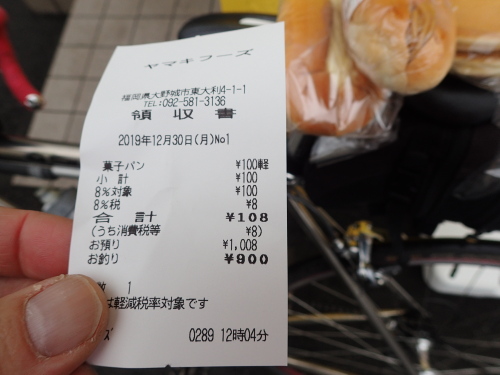 ヤマキフーズ
福岡県大野城市東大利4-1-1
TEL:092-581-3136
領収書
2019年12月30日(月)No1
菓子パン ¥100軽
小計 ¥100
8%対象 ¥100
8%税 ¥8
合計 ¥108
(うち消費税等 ¥8)
お預り ¥1,008
お釣り ¥900
数 1
は軽減税率対象です
ズ 0289 12時04分